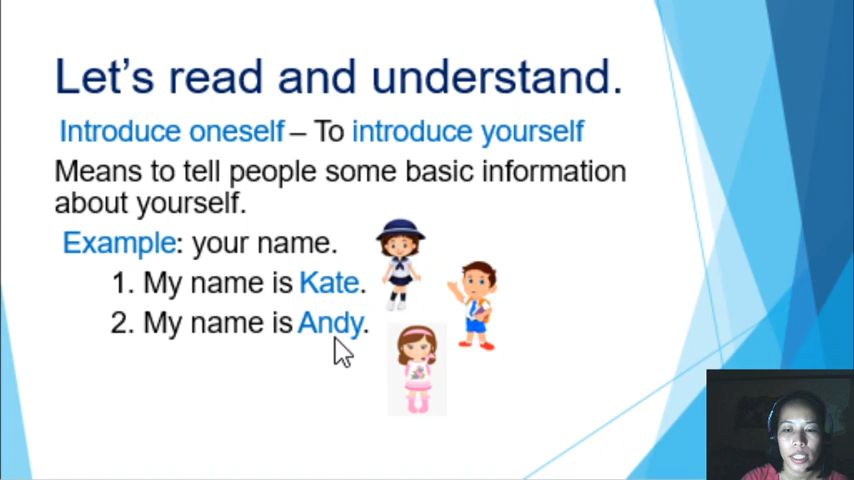 Let's read and understand.
Introduce oneself – To introduce yourself
Means to tell people some basic information
about yourself.
Example: your name.
1. My name is Kate.
2. My name is Andy.